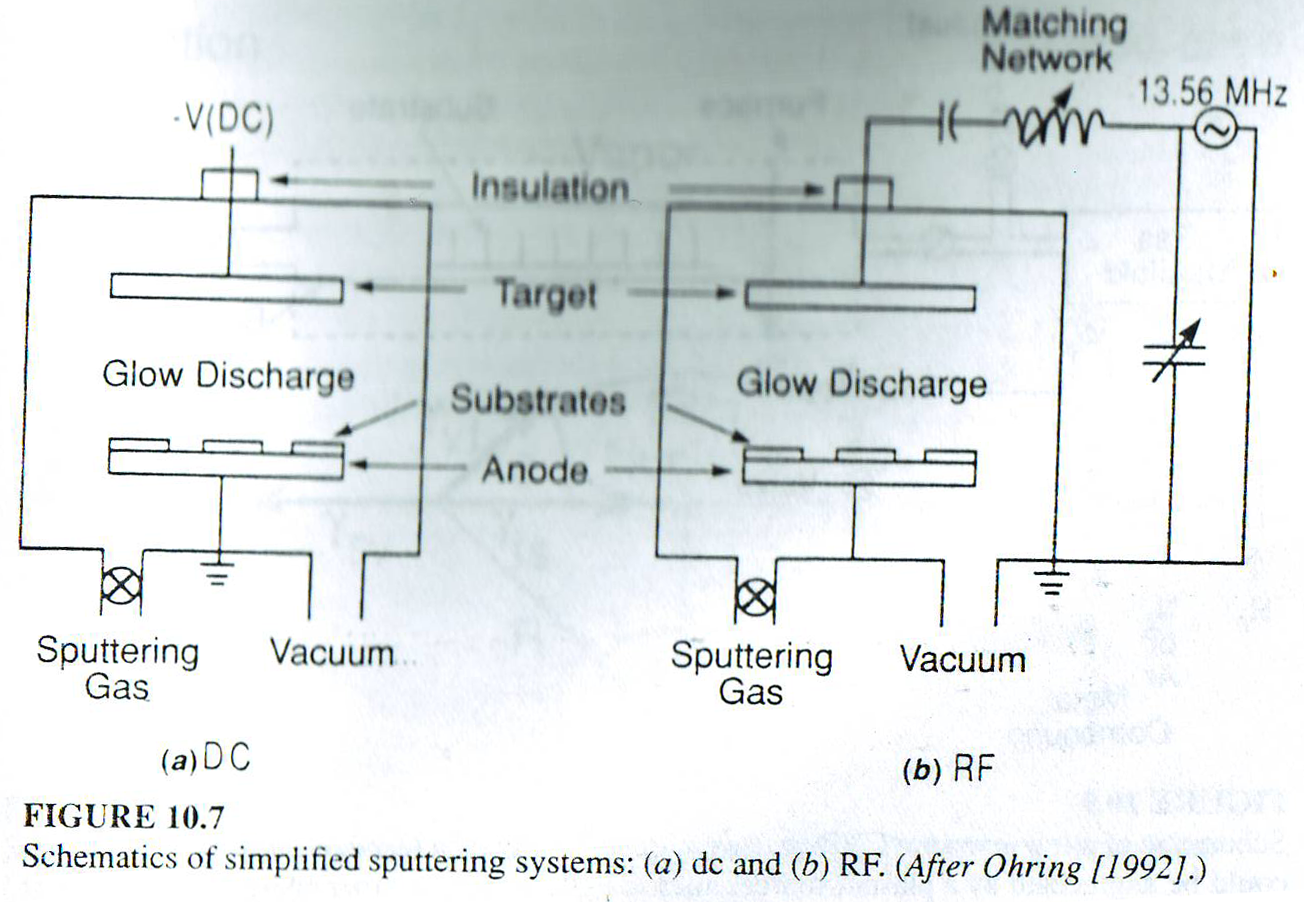 Matching
Network
13.56 MHz
-V(DC)
Insulation
Target
Glow Discharge
Glow Discharge
Substrates
Anode
Sputtering
Gas
Vacuum
Sputtering
Gas
Vacuum
(a) DC
(b) RF
FIGURE 10.7
Schematics of simplified sputtering systems: (a) dc and (b) RF. (After Ohring [1992].)